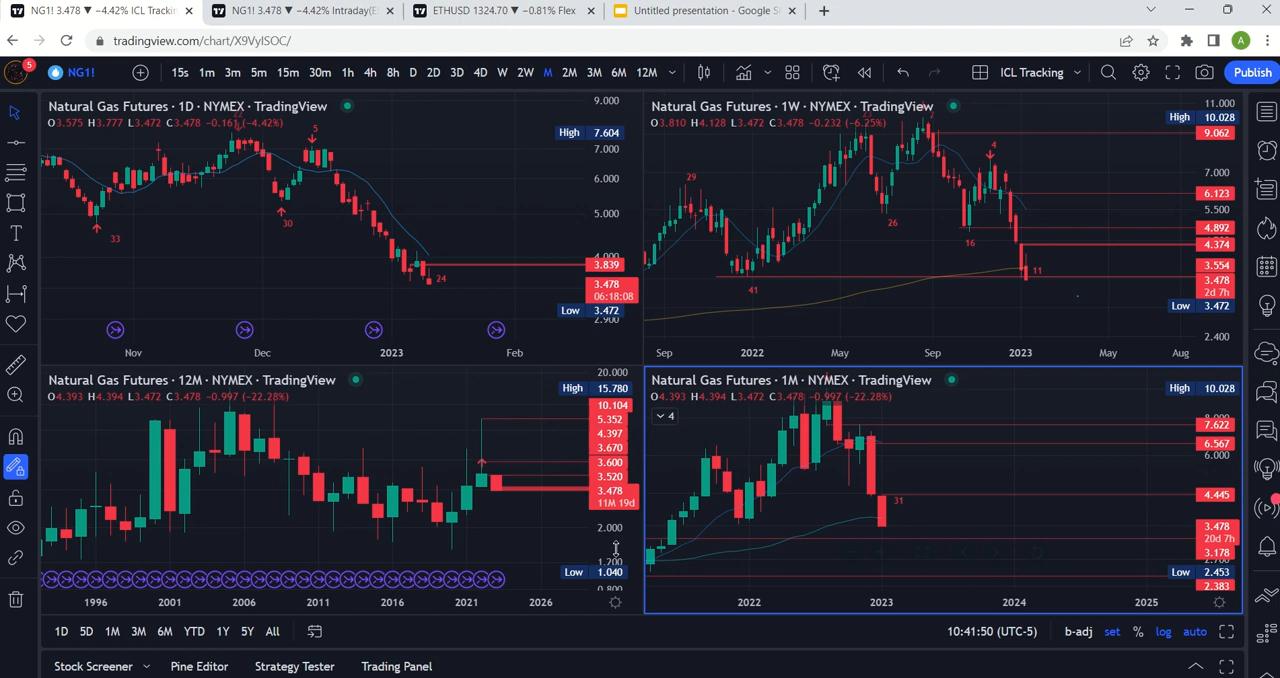 NG1! 3.478 ▼ −4.42% ICL Trackin
NG1! 3.478 ▼ −4.42% Intraday(E
ETHUSD 1324.70 ▼ −0.81% Flex
Untitled presentation - Google S
tradingview.com/chart/X9VyISOC/
A
5
NG1!
15s 1m 3m 5m 15m 30m 1h 4h 8h D 2D 3D 4D W 2W M 2M 3M 6M 12M
ICL Tracking
Publish
Natural Gas Futures · 1D · NYMEX · TradingView
O3.575 H3.777 L3.472 C3.478 −0.161 (−4.42%)
22
5
33
30
24
9.000
High 7.604
7.000
6.000
5.000
4.000
3.839
3.478
06:18:08
Low 3.472
2.900
Nov Dec 2023 Feb
Natural Gas Futures · 1W · NYMEX · TradingView
O3.810 H4.128 L3.472 C3.478 −0.232 (−6.25%)
29
4
26
16
41
11
11.000
High 10.028
9.062
7.000
6.123
5.500
4.892
4.374
3.554
3.478
2d 7h
Low 3.472
2.400
Sep 2022 May Sep 2023 May Aug
Natural Gas Futures · 12M · NYMEX · TradingView
O4.393 H4.394 L3.472 C3.478 −0.997 (−22.28%)
20.000
High 15.780
10.104
5.352
4.397
3.670
3.600
3.520
3.478
11M 19d
2.000
1.200
Low 1.040
0.800
1996 2001 2006 2011 2016 2021 2026
Natural Gas Futures · 1M · NYMEX · TradingView
O4.393 H4.394 L3.472 C3.478 −0.997 (−22.28%)
4
31
High 10.028
8.000
7.622
6.567
6.000
4.445
3.478
20d 7h
3.178
2.700
Low 2.453
2.383
2022 2023 2024 2025
1D 5D 1M 3M 6M YTD 1Y 5Y All
10:41:50 (UTC-5)
b-adj set % log auto
Stock Screener Pine Editor Strategy Tester Trading Panel